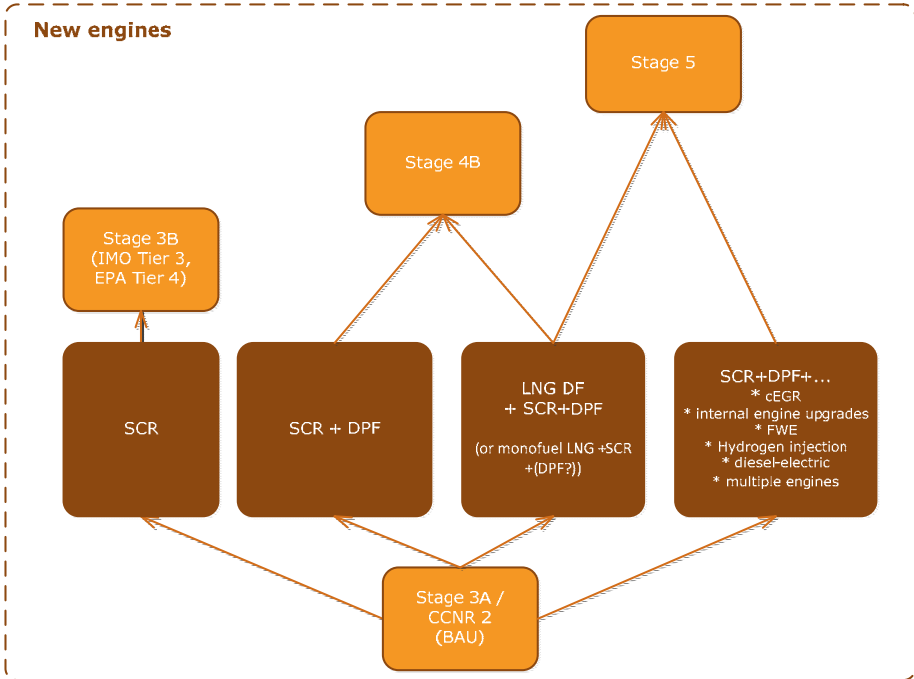 New engines
Stage 5
Stage 4B
Stage 3B
(IMO Tier 3,
EPA Tier 4)
SCR
SCR + DPF
LNG DF
+ SCR+DPF
(or monofuel LNG +SCR
+(DPF?))
SCR+DPF+...
* cEGR
* internal engine upgrades
* FWE
* Hydrogen injection
* diesel-electric
* multiple engines
Stage 3A /
CCNR 2
(BAU)